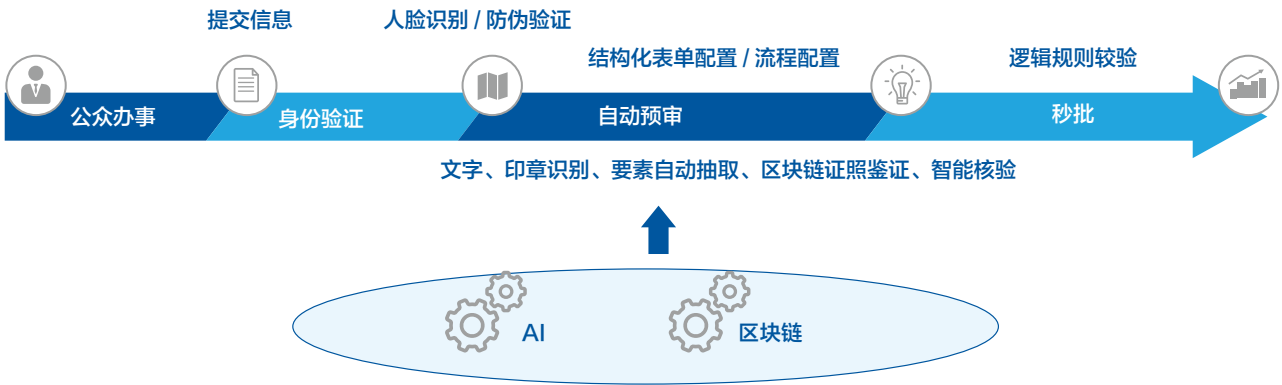 提交信息
人脸识别 / 防伪验证
结构化表单配置 / 流程配置
逻辑规则较验
公众办事
身份验证
自动预审
秒批
文字、印章识别、要素自动抽取、区块链证照鉴证、智能核验
AI
区块链